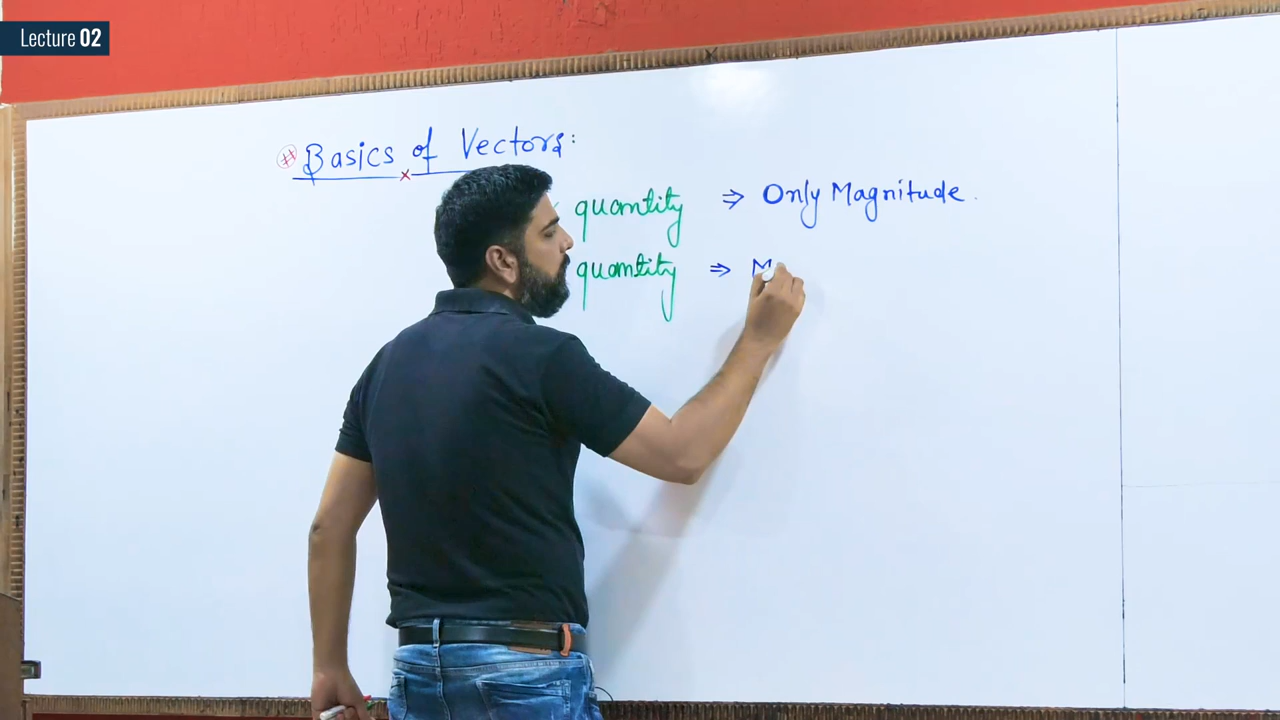 Lecture 02
# Basics of Vectors:
quantity ⇒ Only Magnitude.
quantity ⇒ M